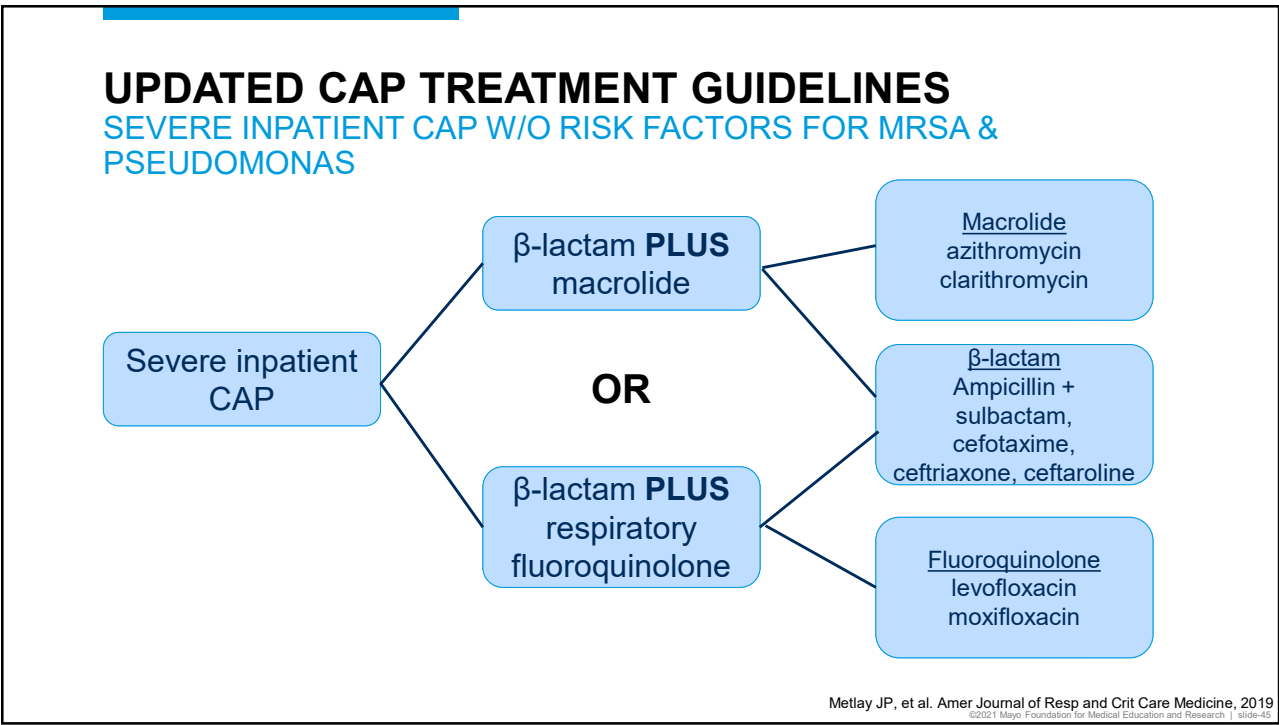 UPDATED CAP TREATMENT GUIDELINES
SEVERE INPATIENT CAP W/O RISK FACTORS FOR MRSA &
PSEUDOMONAS
Severe inpatient
CAP
β-lactam PLUS
macrolide
OR
β-lactam PLUS
respiratory
fluoroquinolone
Macrolide
azithromycin
clarithromycin
β-lactam
Ampicillin +
sulbactam,
cefotaxime,
ceftriaxone, ceftaroline
Fluoroquinolone
levofloxacin
moxifloxacin
Metlay JP, et al. Amer Journal of Resp and Crit Care Medicine, 2019
©2021 Mayo Foundation for Medical Education and Research | slide-45